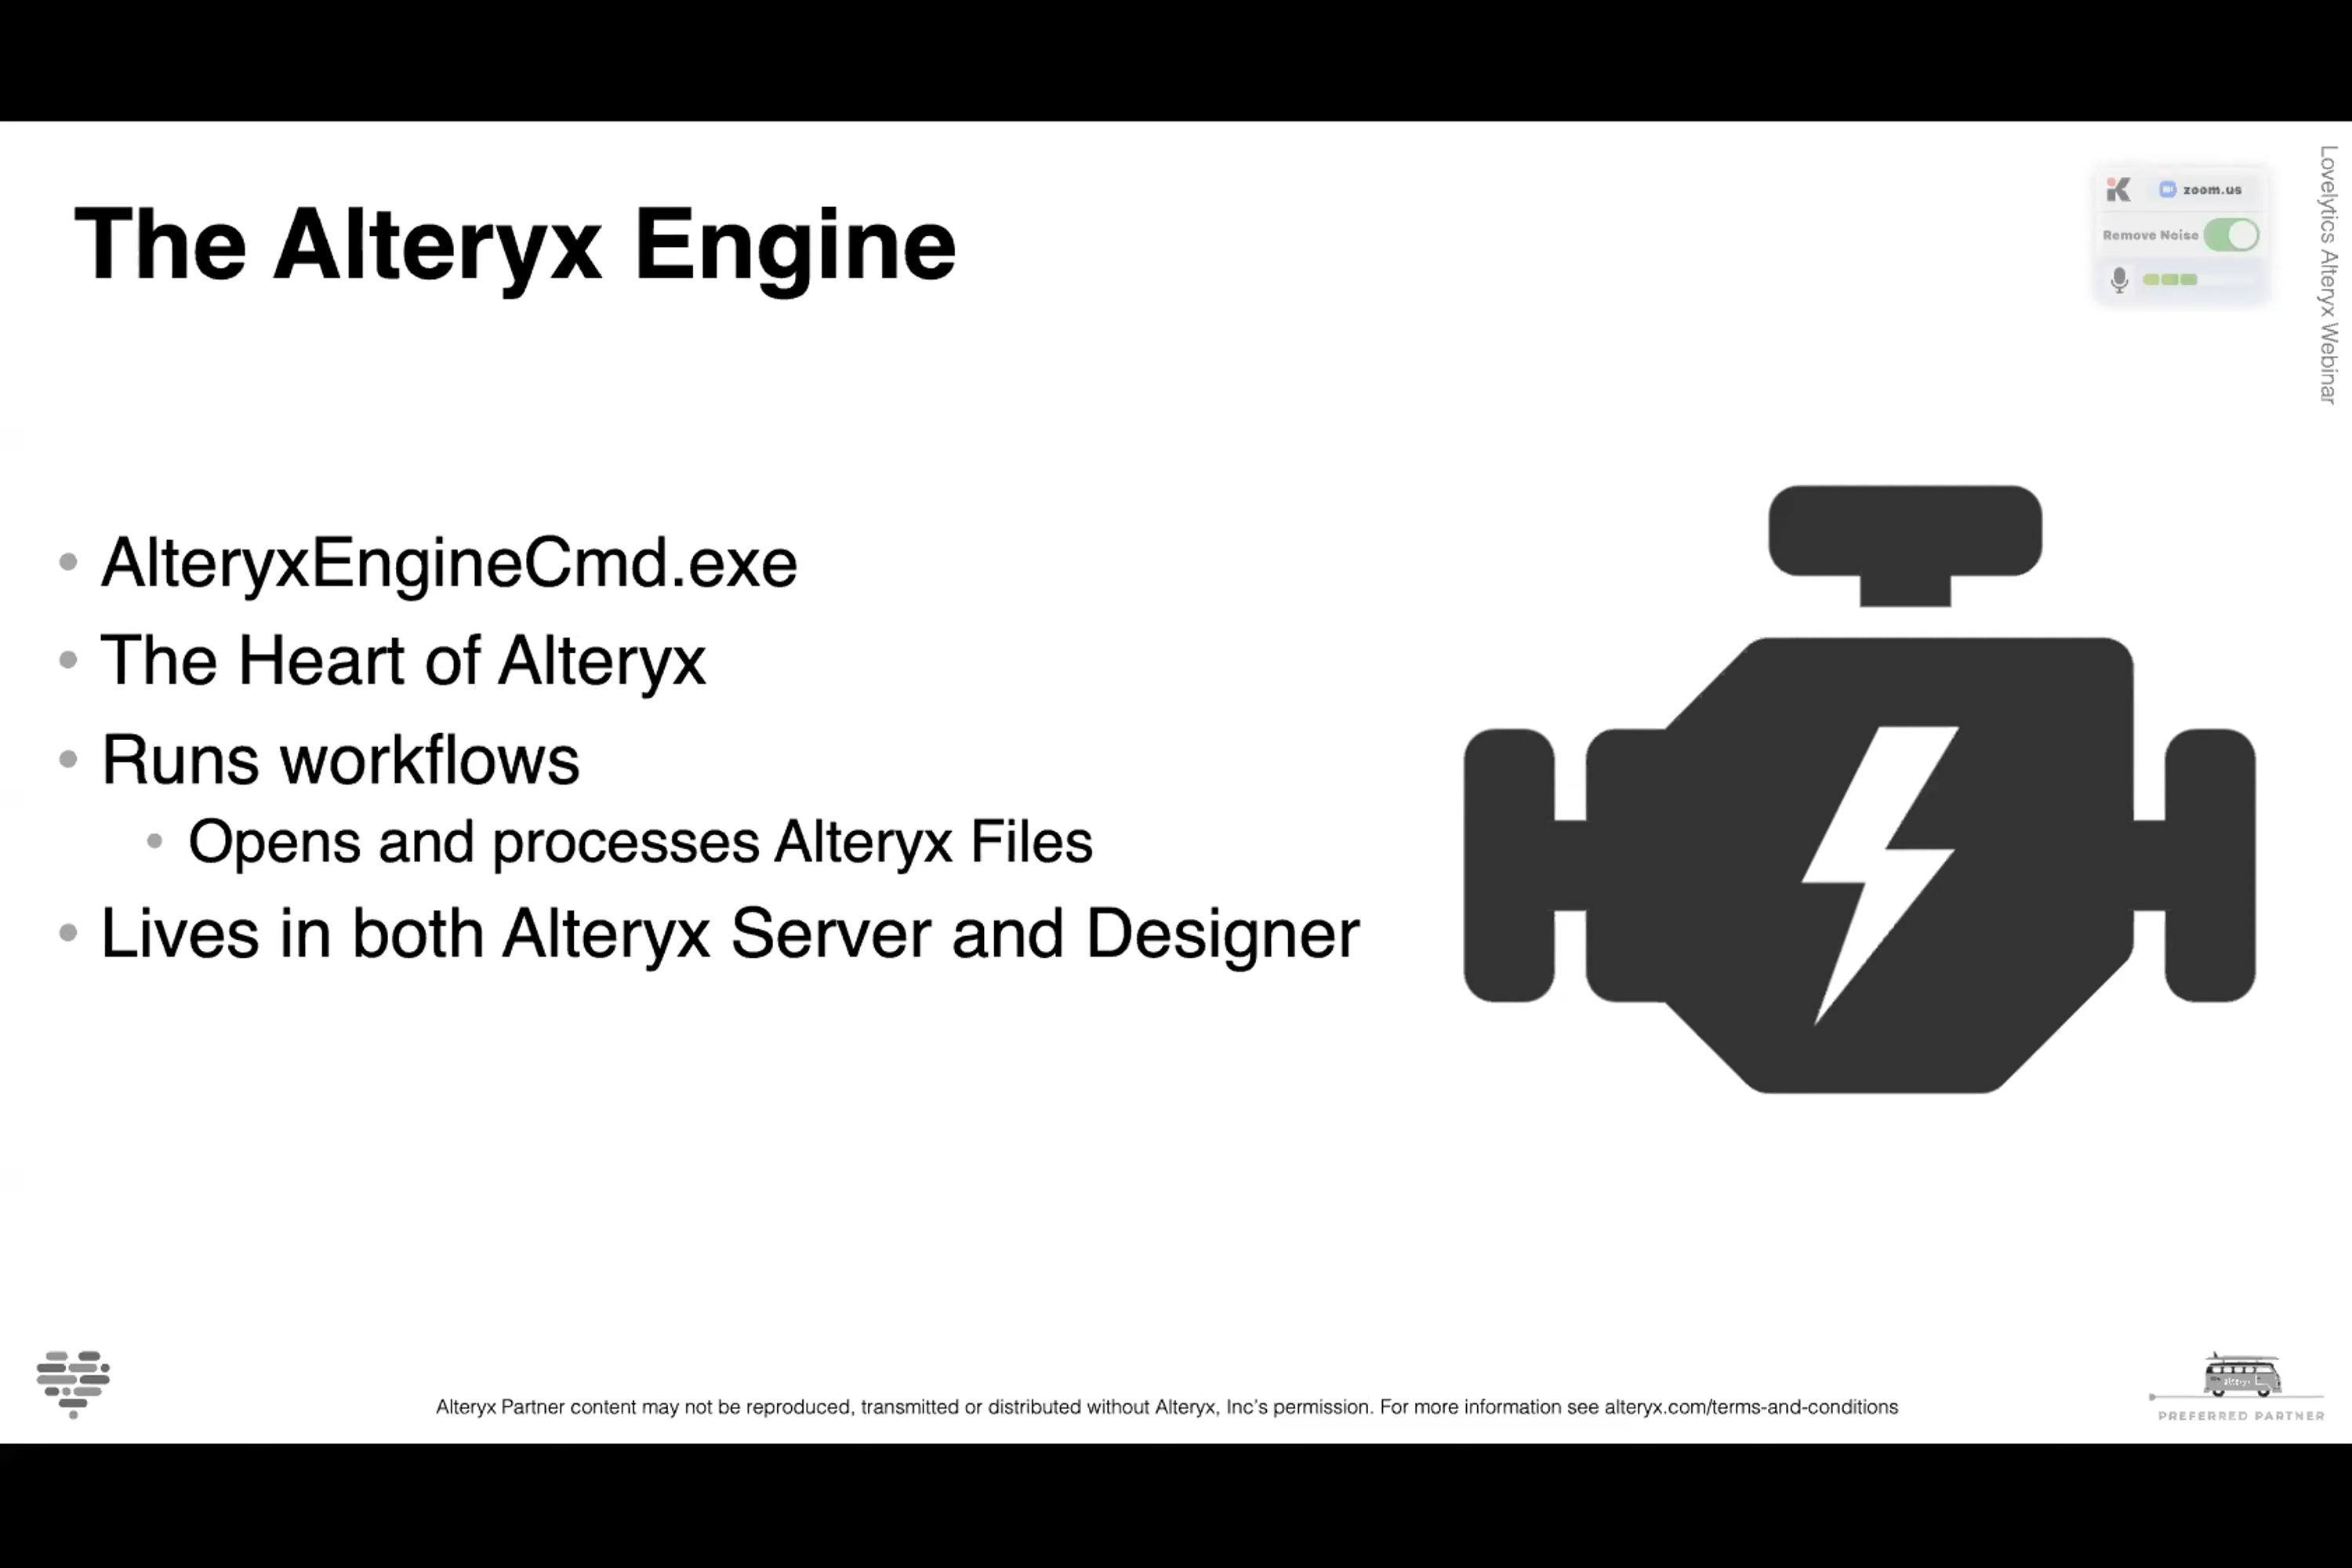 The Alteryx Engine
zoom.us
Remove Noise
Lovelytics Alteryx Webinar
• AlteryxEngineCmd.exe
• The Heart of Alteryx
• Runs workflows
• Opens and processes Alteryx Files
• Lives in both Alteryx Server and Designer
Alteryx Partner content may not be reproduced, transmitted or distributed without Alteryx, Inc's permission. For more information see alteryx.com/terms-and-conditions
alteryx
PREFERRED PARTNER